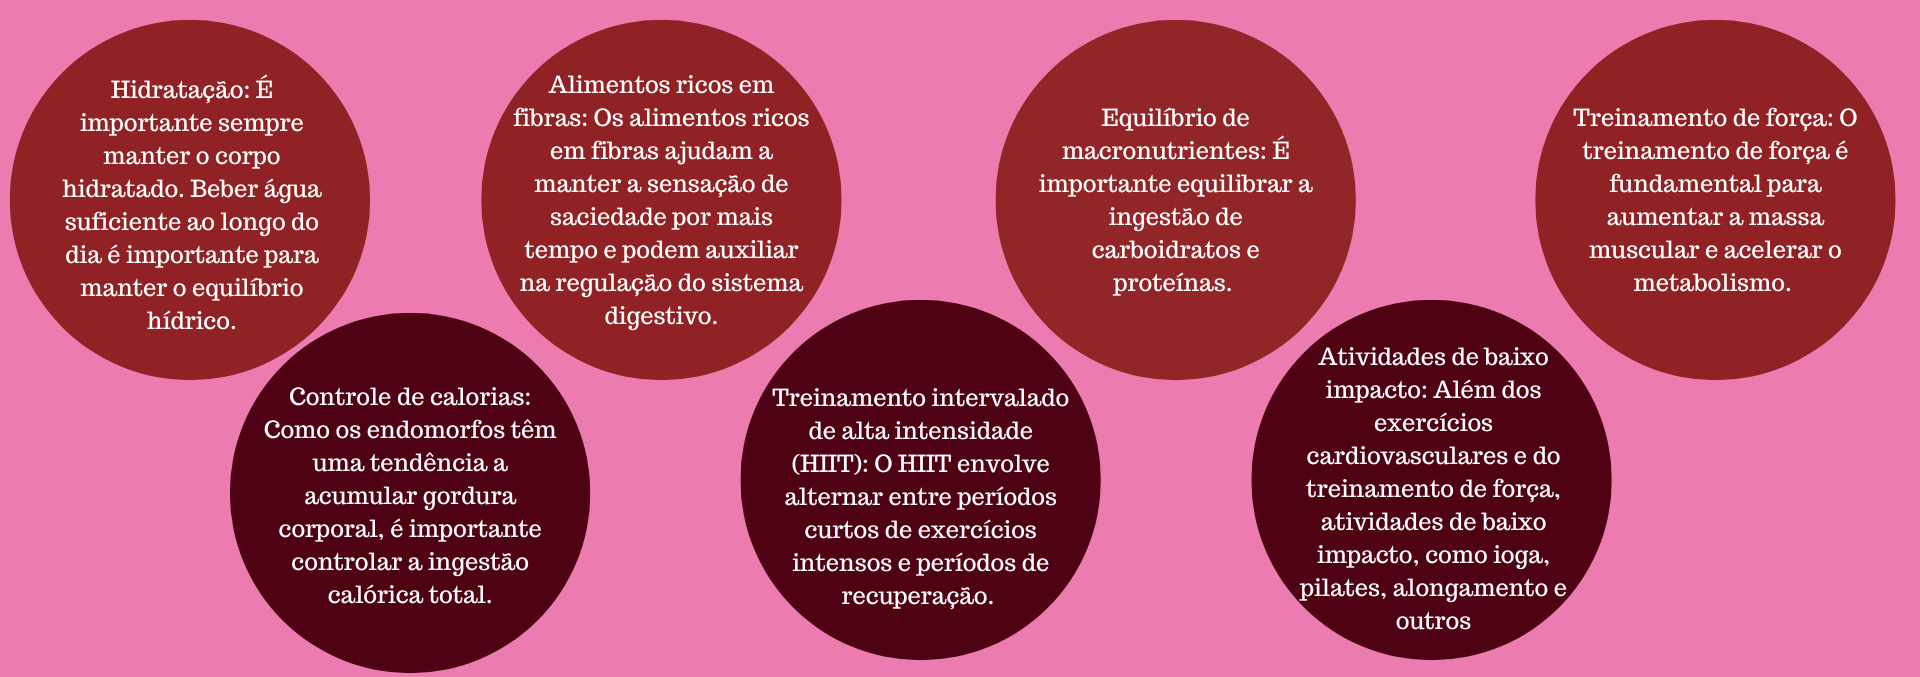 Hidratação: É
importante sempre
manter o corpo
hidratado. Beber água
suficiente ao longo do
dia é importante para
manter o equilíbrio
hídrico.
Controle de calorias:
Como os endomorfos têm
uma tendência a
acumular gordura
corporal, é importante
controlar a ingestão
calórica total.
Alimentos ricos em
fibras: Os alimentos ricos
em fibras ajudam a
manter a sensação de
saciedade por mais
tempo e podem auxiliar
na regulação do sistema
digestivo.
Treinamento intervalado
de alta intensidade
(HIIT): O HIIT envolve
alternar entre períodos
curtos de exercícios
intensos e períodos de
recuperação.
Equilíbrio de
macronutrientes: É
importante equilibrar a
ingestão de
carboidratos e
proteínas.
Atividades de baixo
impacto: Além dos
exercícios
cardiovasculares e do
treinamento de força,
atividades de baixo
impacto, como ioga,
pilates, alongamento e
outros
Treinamento de força: O
treinamento de força é
fundamental para
aumentar a massa
muscular e acelerar o
metabolismo.